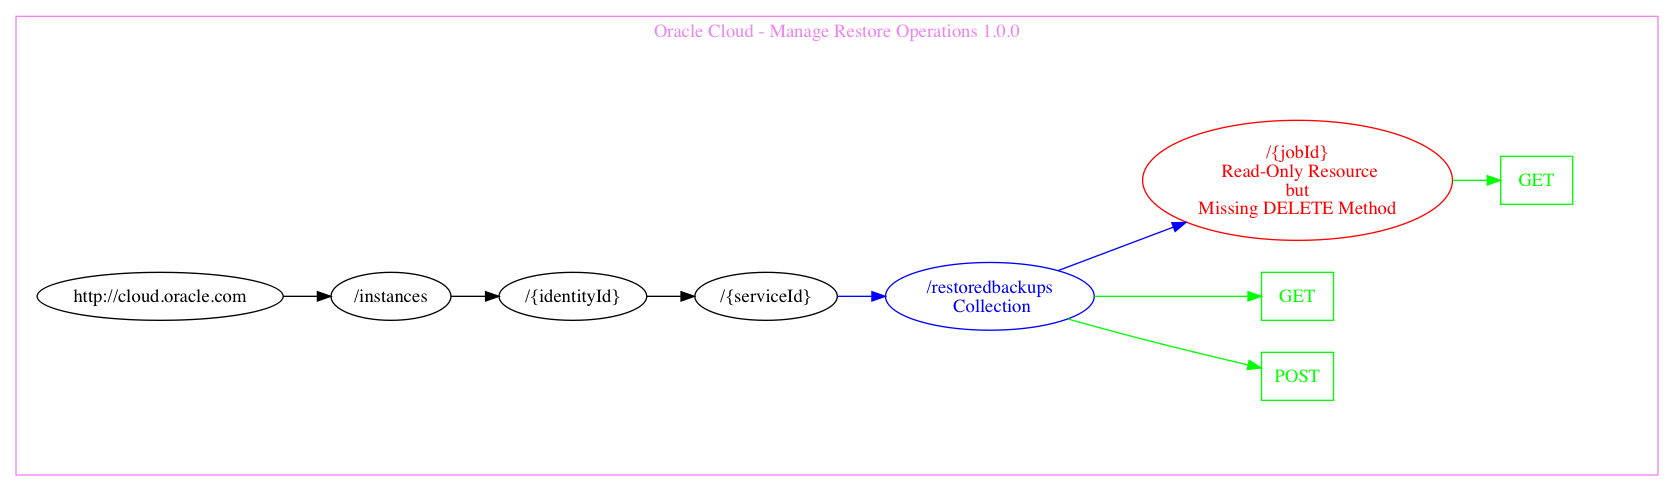 Oracle Cloud - Manage Restore Operations 1.0.0
/{jobId}
Read-Only Resource
but
Missing DELETE Method
GET
http://cloud.oracle.com
/instances
/{identityId}
/{serviceId}
/restoredbackups
Collection
GET
POST